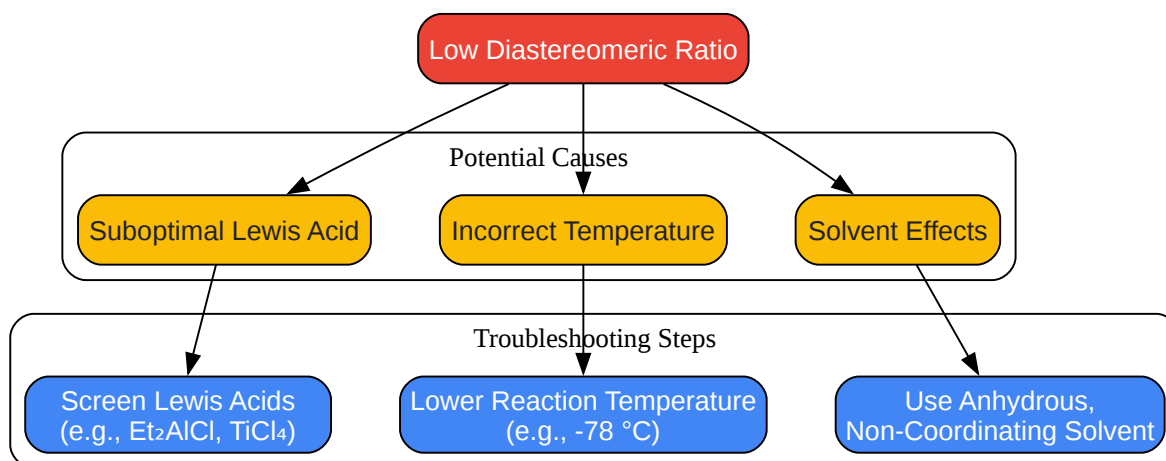 Low Diastereomeric Ratio
Potential Causes
Suboptimal Lewis Acid
Incorrect Temperature
Solvent Effects
Troubleshooting Steps
Screen Lewis Acids
(e.g., Et₂AlCl, TiCl₄)
Lower Reaction Temperature
(e.g., -78 °C)
Use Anhydrous,
Non-Coordinating Solvent